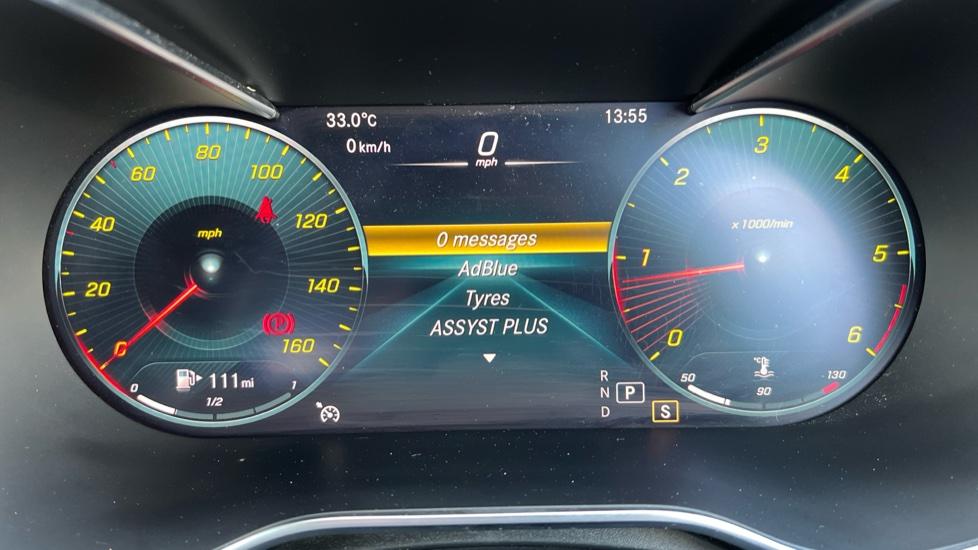 33.0°C
0 km/h
0
mph
13:55
0 messages
AdBlue
Tyres
ASSYST PLUS
0
20
40
60
80
100
120
140
160
mph
(P)
111 mi
0
1/2
1
0
1
2
3
4
5
6
x 1000/min
°C
50
90
130
R
N
P
D
S